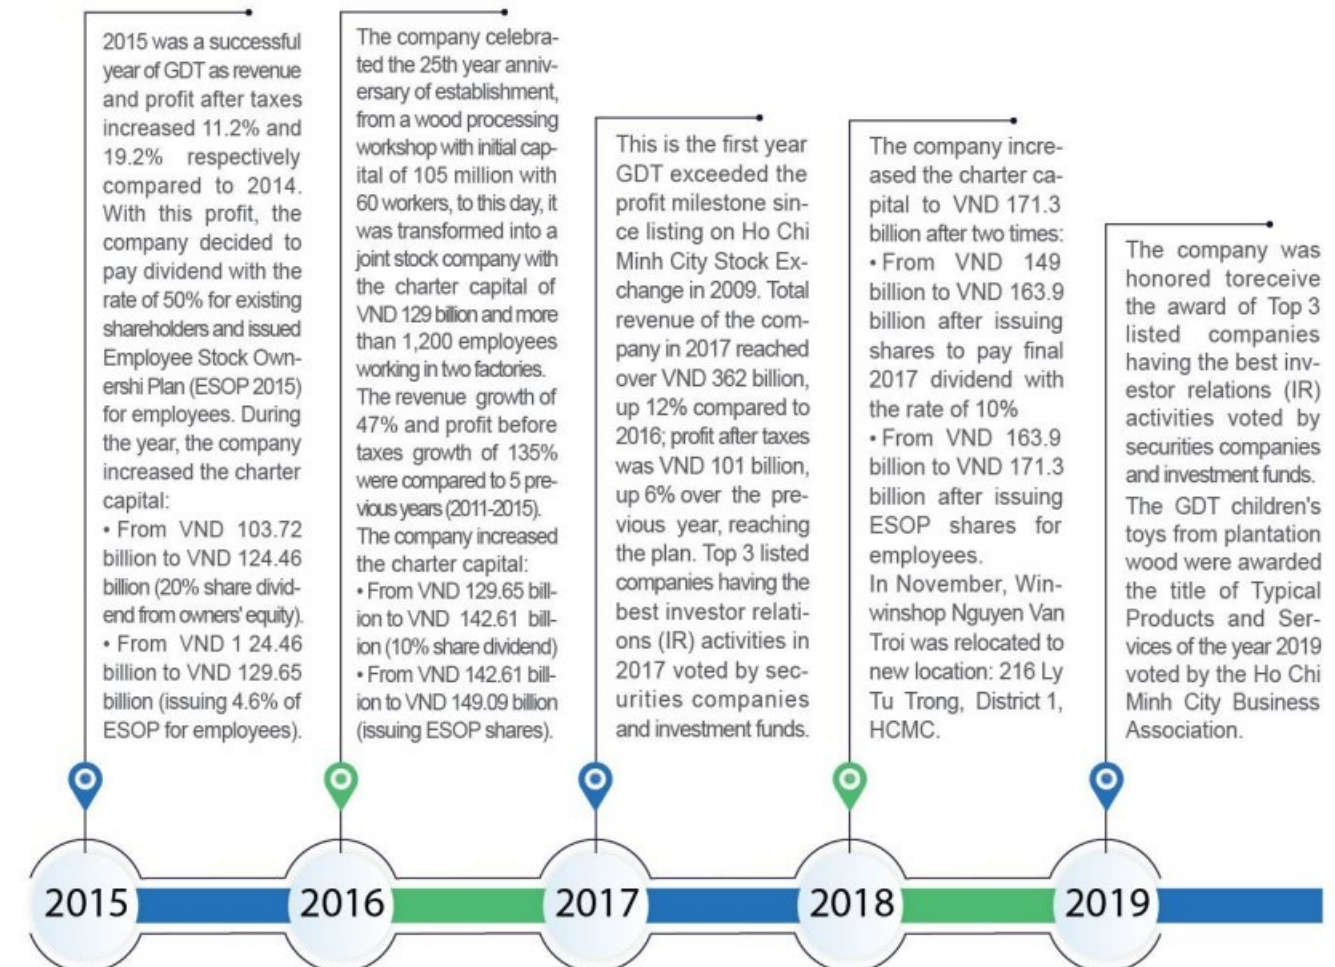 2015 was a successful
year of GDT as revenue
and profit after taxes
increased 11.2% and
19.2% respectively
compared to 2014.
With this profit, the
company decided to
pay dividend with the
rate of 50% for existing
shareholders and issued
Employee Stock Own-
ershi Plan (ESOP 2015)
for employees. During
the year, the company
increased the charter
capital:
• From VND 103.72
billion to VND 124.46
billion (20% share divid-
end from owners' equity).
• From VND 1 24.46
billion to VND 129.65
billion (issuing 4.6% of
ESOP for employees).
The company celebra-
ted the 25th year anniv-
ersary of establishment,
from a wood processing
workshop with initial cap-
ital of 105 million with
60 workers, to this day, it
was transformed into a
joint stock company with
the charter capital of
VND 129 billion and more
than 1,200 employees
working in two factories.
The revenue growth of
47% and profit before
taxes growth of 135%
were compared to 5 pre-
vious years (2011-2015).
The company increased
the charter capital:
• From VND 129.65 bill-
ion to VND 142.61 bill-
ion (10% share dividend)
• From VND 142.61 bill-
ion to VND 149.09 billion
(issuing ESOP shares).
This is the first year
GDT exceeded the
profit milestone sin-
ce listing on Ho Chi
Minh City Stock Ex-
change in 2009. Total
revenue of the com-
pany in 2017 reached
over VND 362 billion,
up 12% compared to
2016; profit after taxes
was VND 101 billion,
up 6% over the pre-
vious year, reaching
the plan. Top 3 listed
companies having the
best investor relati-
ons (IR) activities in
2017 voted by sec-
urities companies
and investment funds.
The company incre-
ased the charter ca-
pital to VND 171.3
billion after two times:
• From VND 149
billion to VND 163.9
billion after issuing
shares to pay final
2017 dividend with
the rate of 10%
• From VND 163.9
billion to VND 171.3
billion after issuing
ESOP shares for
employees.
In November, Win-
winshop Nguyen Van
Troi was relocated to
new location: 216 Ly
Tu Trong, District 1,
HCMC.
The company was
honored toreceive
the award of Top 3
listed companies
having the best inv-
estor relations (IR)
activities voted by
securities companies
and investment funds.
The GDT children's
toys from plantation
wood were awarded
the title of Typical
Products and Ser-
vices of the year 2019
voted by the Ho Chi
Minh City Business
Association.
2015
2016
2017
2018
2019